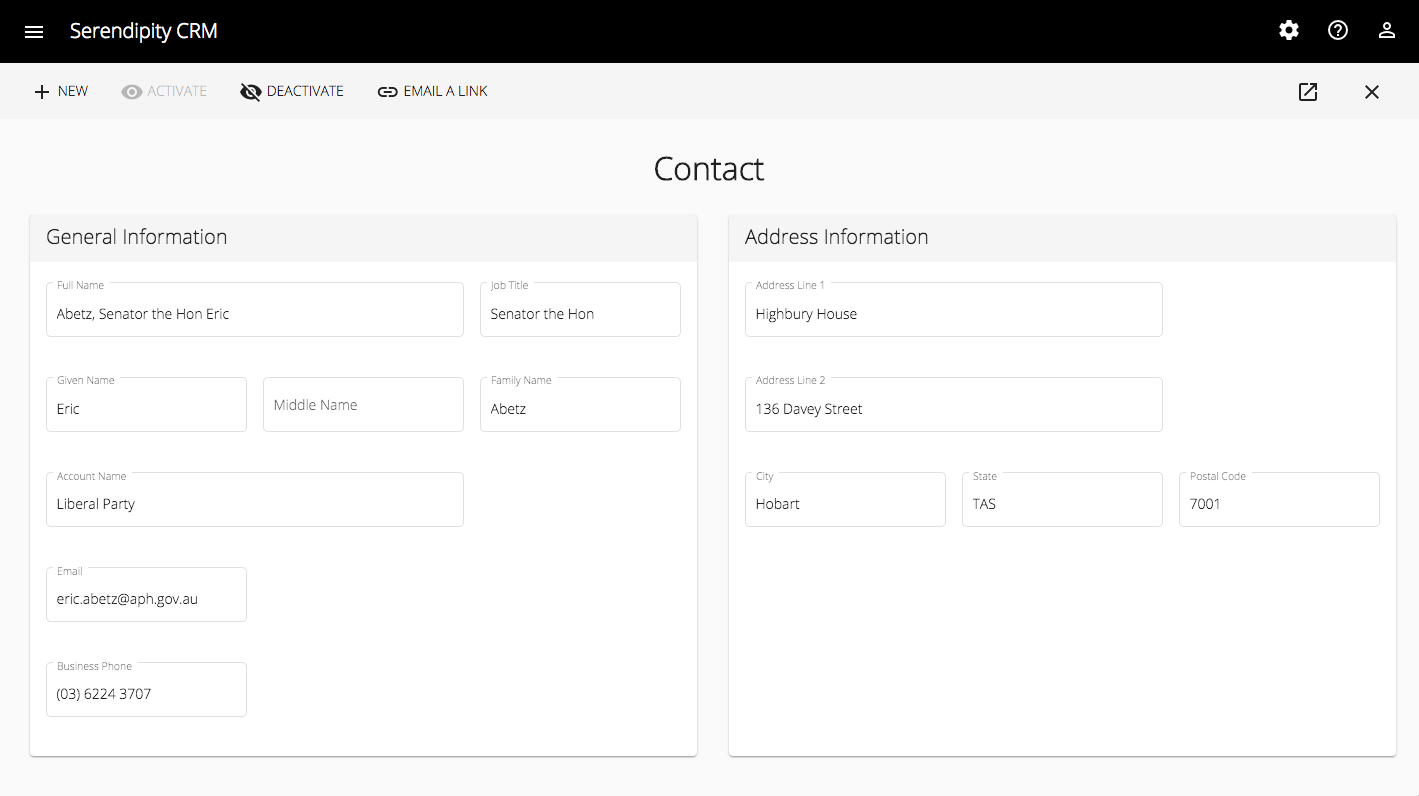 Serendipity CRM
NEW ACTIVATE DEACTIVATE EMAIL A LINK
Contact
General Information
Full Name Job Title
Abetz, Senator the Hon Eric Senator the Hon
Given Name Family Name
Eric Middle Name Abetz
Account Name
Liberal Party
Email
eric.abetz@aph.gov.au
Business Phone
(03) 6224 3707
Address Information
Address Line 1
Highbury House
Address Line 2
136 Davey Street
City State Postal Code
Hobart TAS 7001